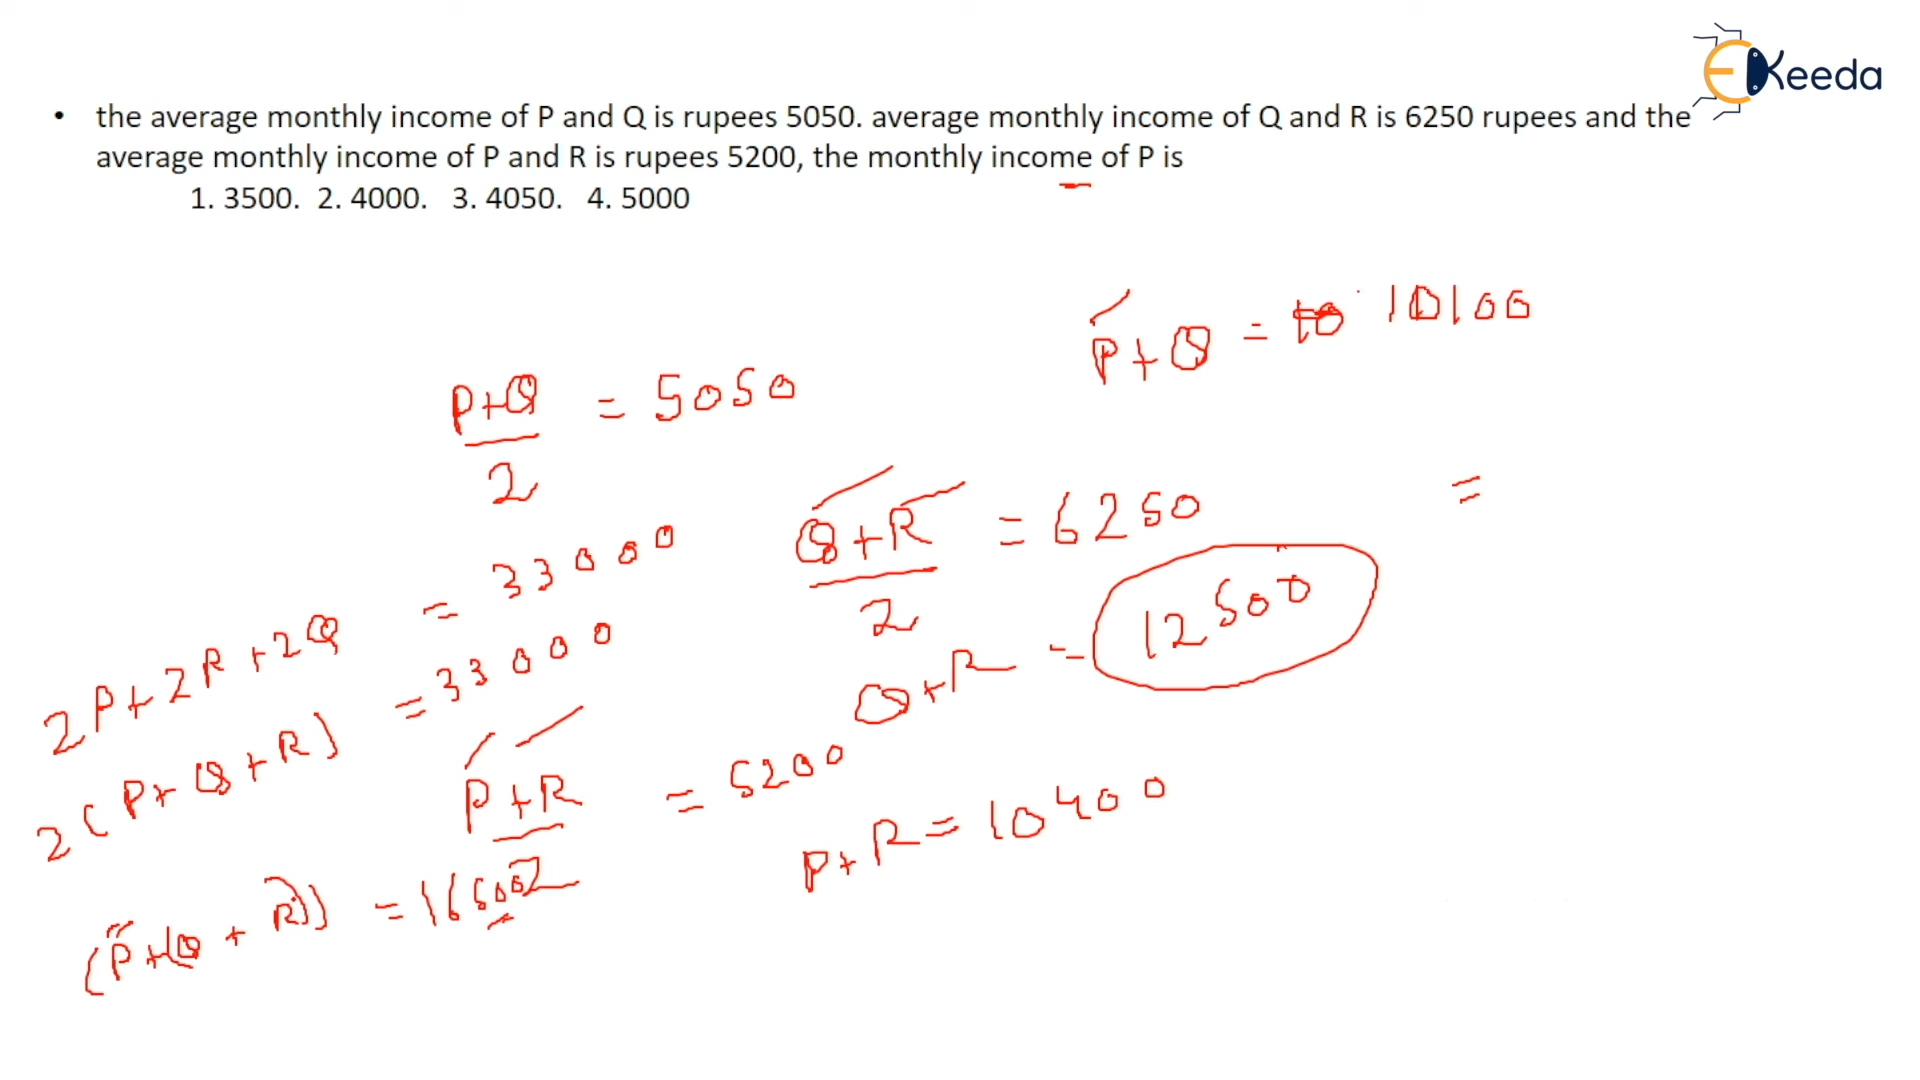 EKeeda
• the average monthly income of P and Q is rupees 5050. average monthly income of Q and R is 6250 rupees and the
average monthly income of P and R is rupees 5200, the monthly income of P is
1. 3500. 2. 4000. 3. 4050. 4. 5000
P+Q = 10100
P+Q
2
= 5050
Q+R
2
= 6250
=
Q+R = 12500
2P+2R+2Q = 33000
2(P+Q+R) = 33000
P+R
2
= 5200
P+R = 10400
(P+(Q+R)) = 16500